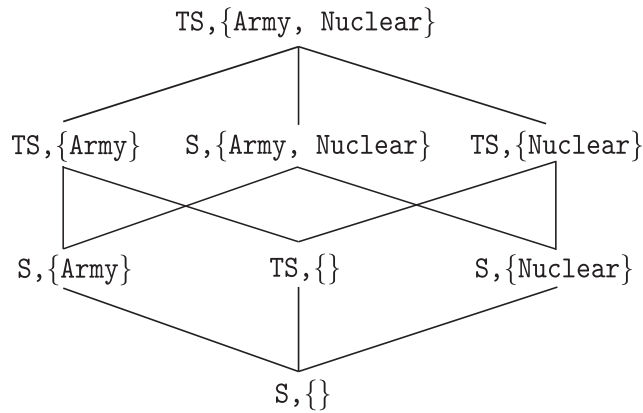 TS,{Army, Nuclear}
TS,{Army} S,{Army, Nuclear} TS,{Nuclear}
S,{Army} TS,{} S,{Nuclear}
S,{}